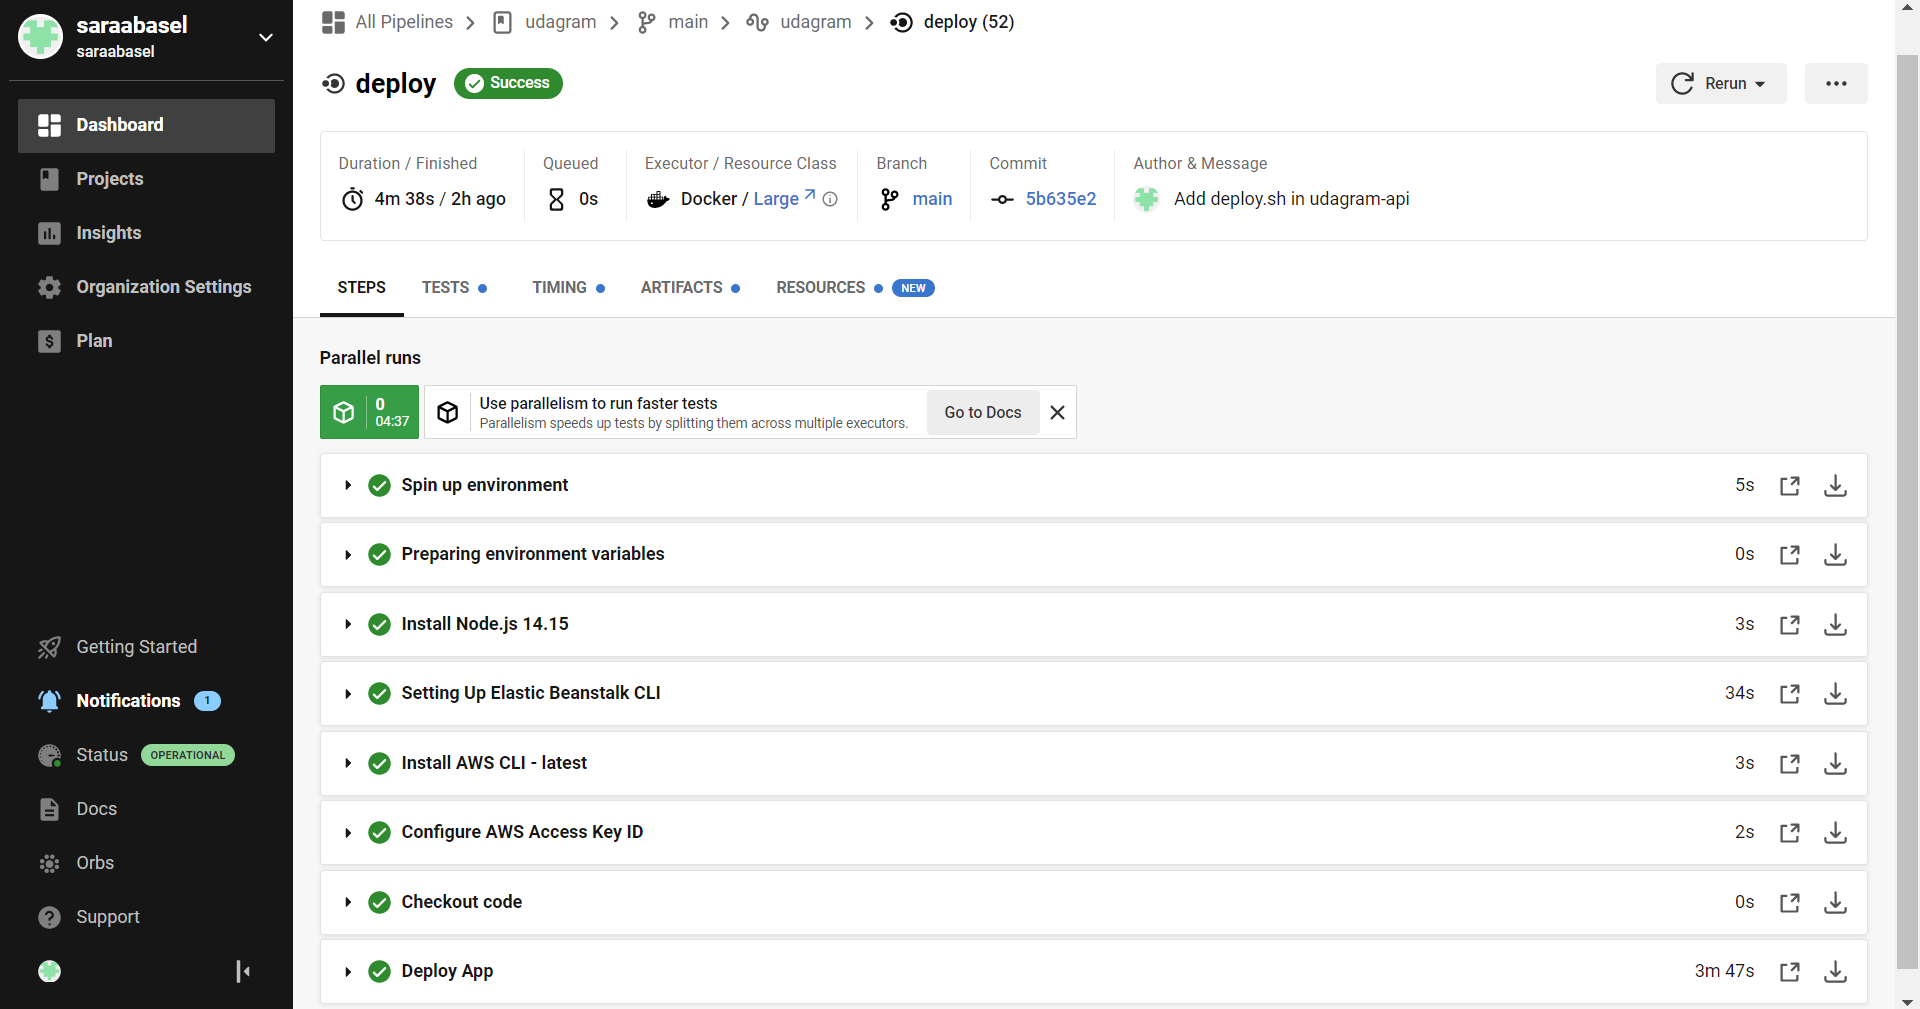 saraabasel
saraabasel
Dashboard
Projects
Insights
Organization Settings
Plan
Getting Started
Notifications 1
Status OPERATIONAL
Docs
Orbs
Support
All Pipelines udagram main udagram deploy (52)
deploy Success
Rerun
Duration / Finished
4m 38s / 2h ago
Queued
0s
Executor / Resource Class
Docker / Large
Branch
main
Commit
5b635e2
Author & Message
Add deploy.sh in udagram-api
STEPS TESTS TIMING ARTIFACTS RESOURCES NEW
Parallel runs
0
04:37
Use parallelism to run faster tests
Parallelism speeds up tests by splitting them across multiple executors.
Go to Docs
Spin up environment 5s
Preparing environment variables 0s
Install Node.js 14.15 3s
Setting Up Elastic Beanstalk CLI 34s
Install AWS CLI - latest 3s
Configure AWS Access Key ID 2s
Checkout code 0s
Deploy App 3m 47s